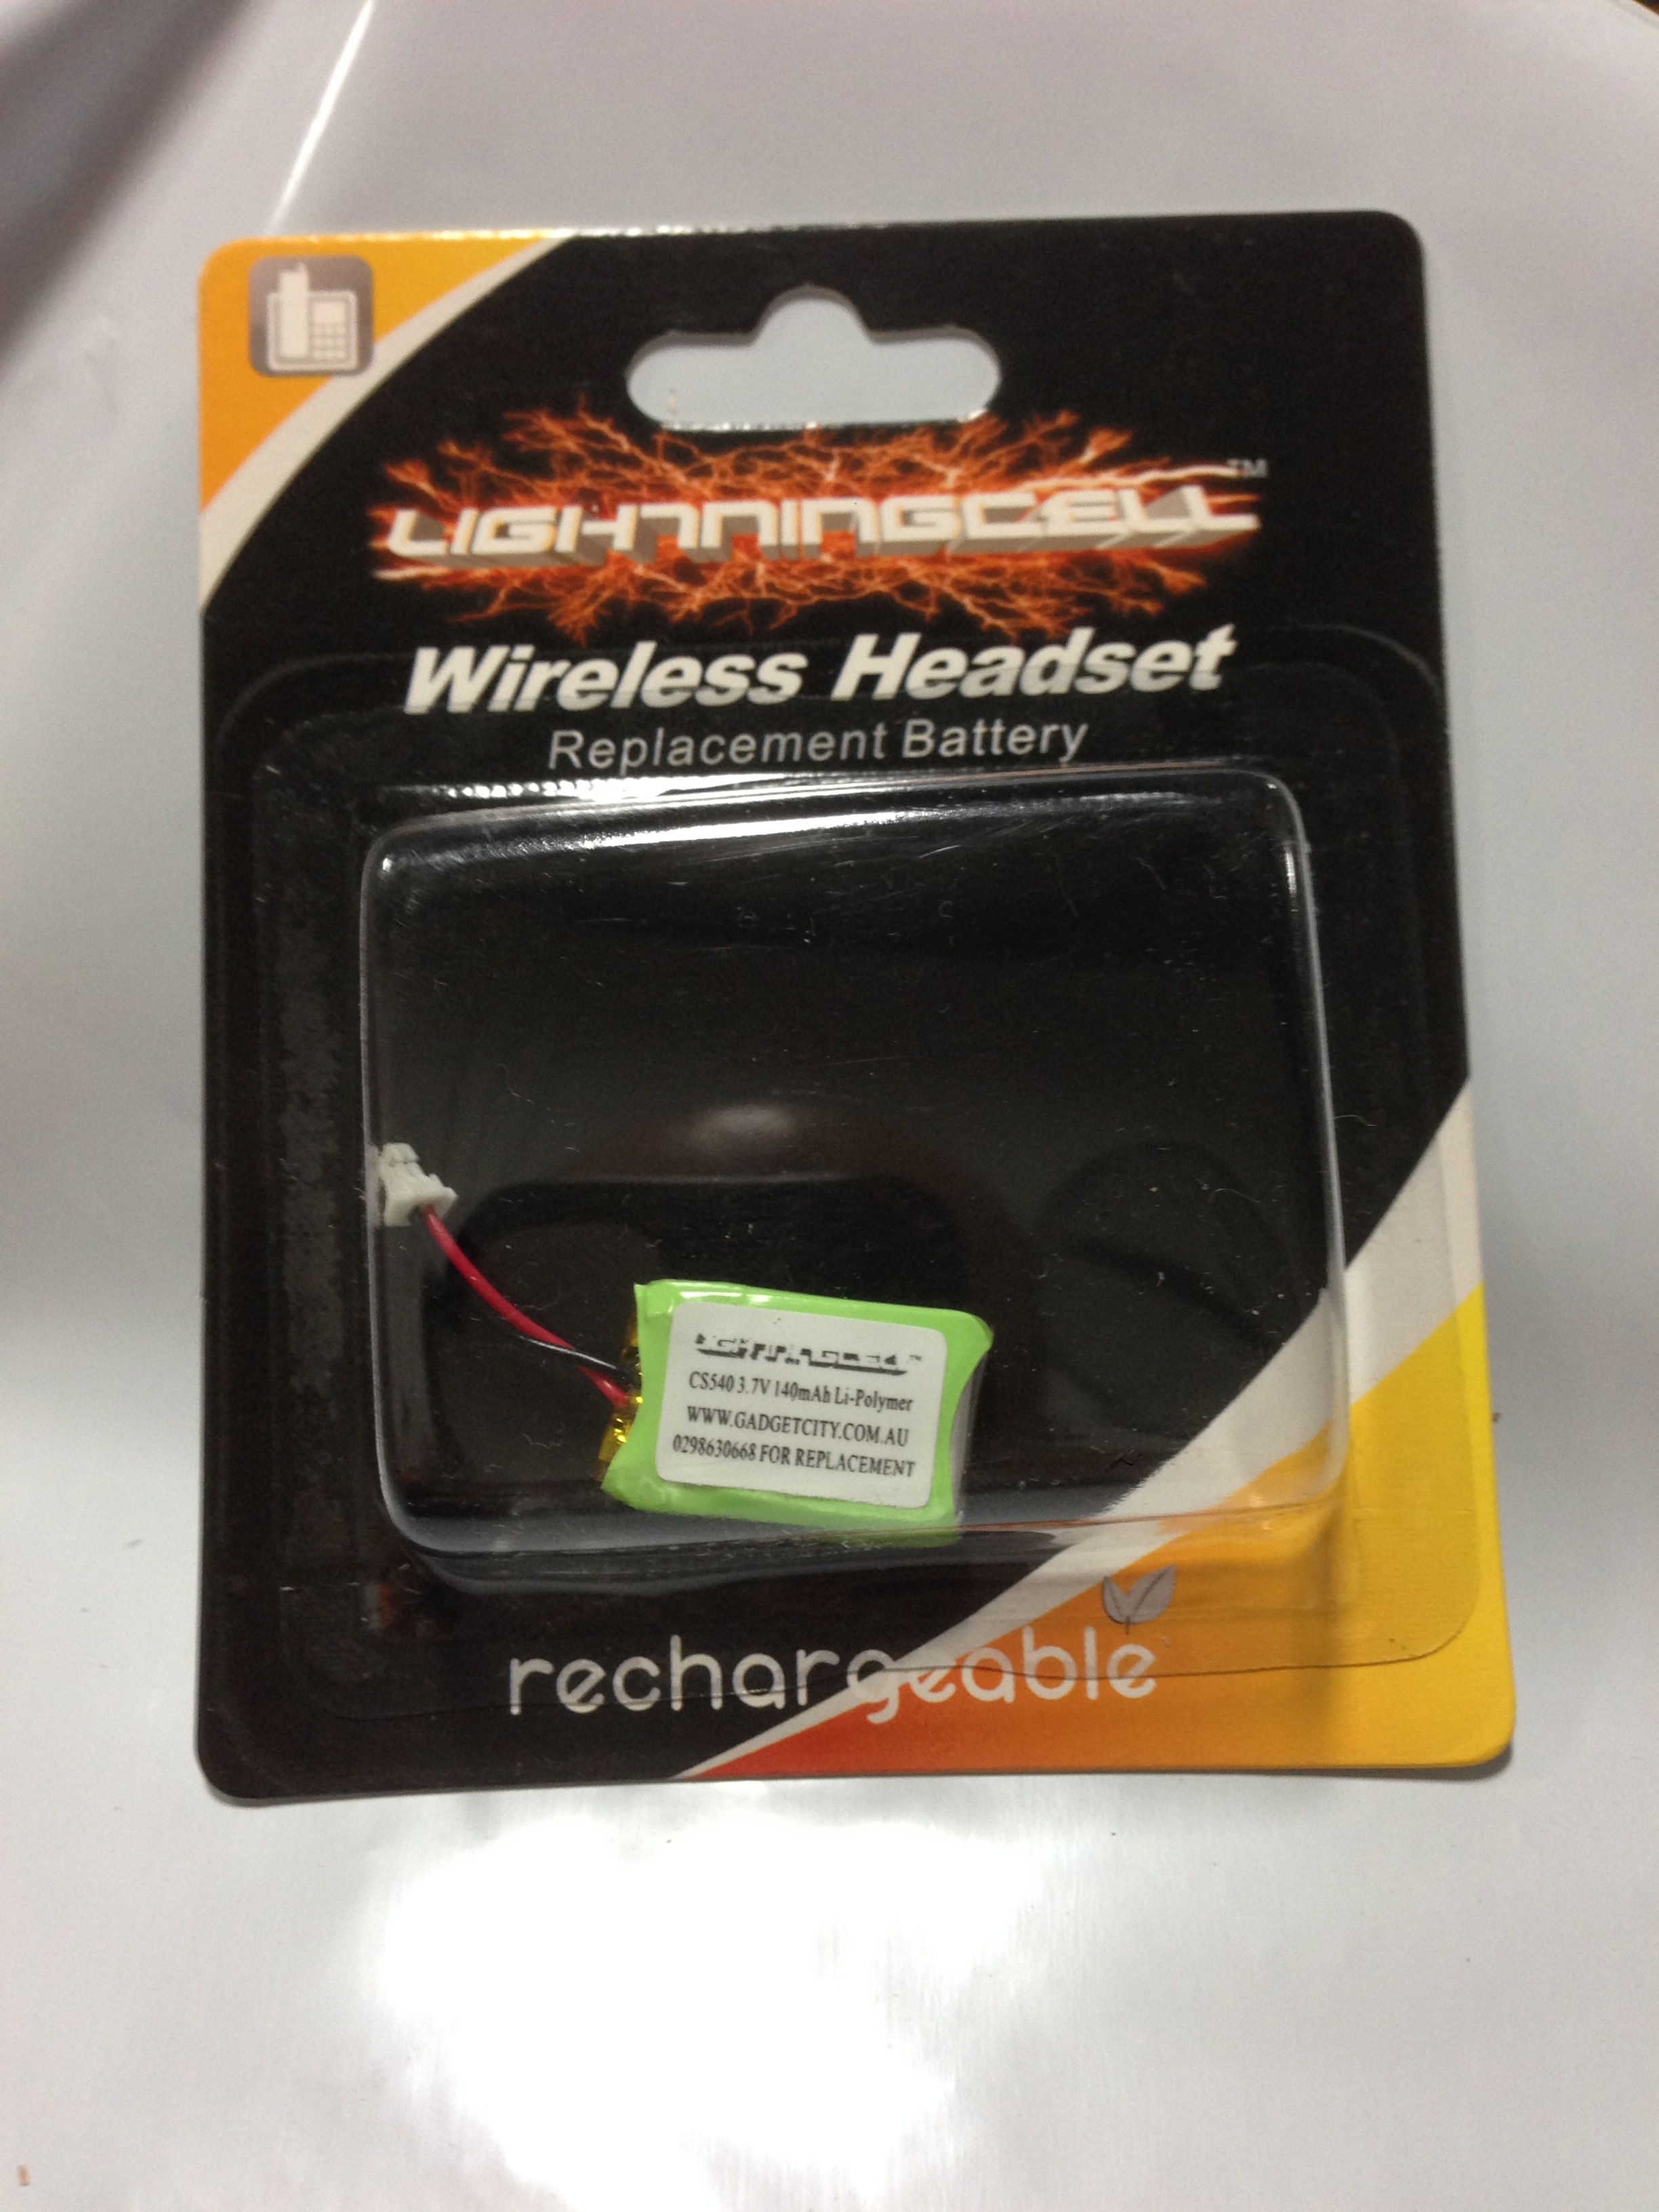 LIGHTNINGCELL™
Wireless Headset
Replacement Battery
LIGHTNINGCELL™
CS540 3.7V 140mAh Li-Polymer
WWW.GADGETCITY.COM.AU
0298630668 FOR REPLACEMENT
rechargeable